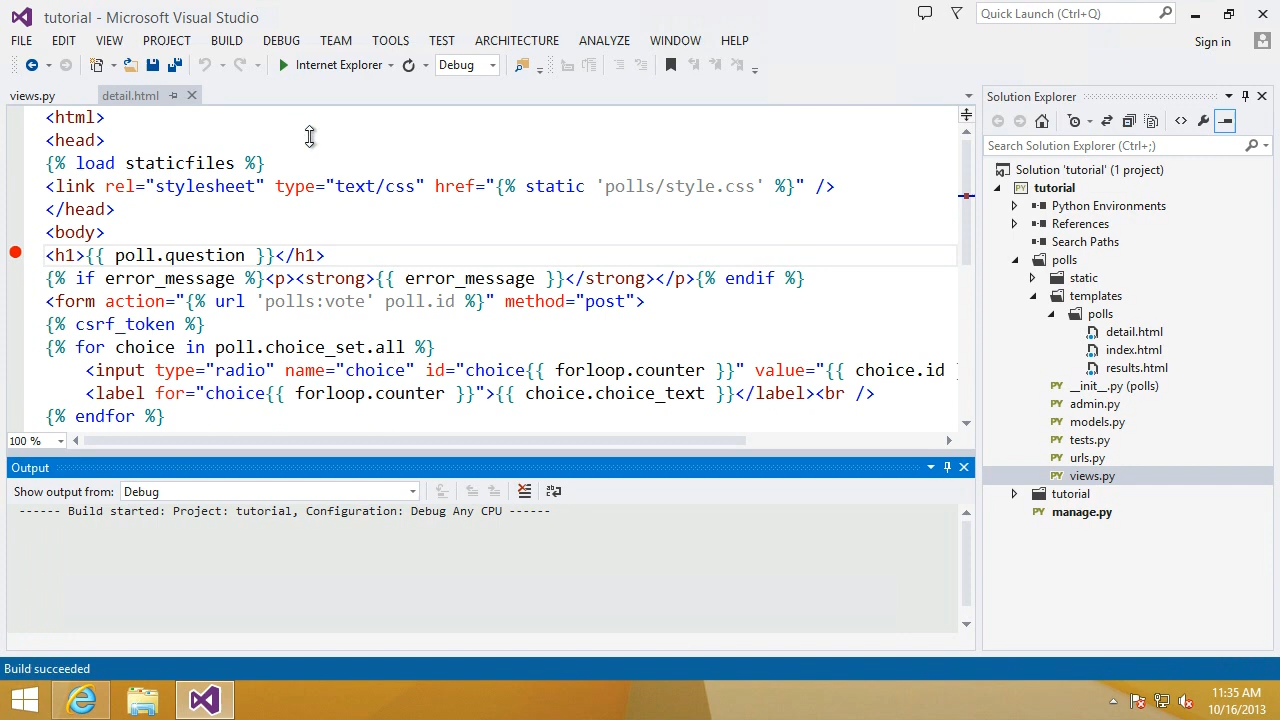 tutorial - Microsoft Visual Studio
Quick Launch (Ctrl+Q)
FILE EDIT VIEW PROJECT BUILD DEBUG TEAM TOOLS TEST ARCHITECTURE ANALYZE WINDOW HELP
Sign in
Internet Explorer
Debug
views.py
detail.html
<html>
<head>
{% load staticfiles %}
<link rel="stylesheet" type="text/css" href="{% static 'polls/style.css' %}" />
</head>
<body>
<h1>{{ poll.question }}</h1>
{% if error_message %}<p><strong>{{ error_message }}</strong></p>{% endif %}
<form action="{% url 'polls:vote' poll.id %}" method="post">
{% csrf_token %}
{% for choice in poll.choice_set.all %}
<input type="radio" name="choice" id="choice{{ forloop.counter }}" value="{{ choice.id }
<label for="choice{{ forloop.counter }}">{{ choice.choice_text }}</label><br />
{% endfor %}
100 %
Output
Show output from: Debug
------ Build started: Project: tutorial, Configuration: Debug Any CPU ------
Solution Explorer
Search Solution Explorer (Ctrl+;)
Solution 'tutorial' (1 project)
PY tutorial
Python Environments
References
Search Paths
polls
static
templates
polls
detail.html
index.html
results.html
PY __init__.py (polls)
PY admin.py
PY models.py
PY tests.py
PY urls.py
PY views.py
tutorial
PY manage.py
Build succeeded
11:35 AM
10/16/2013